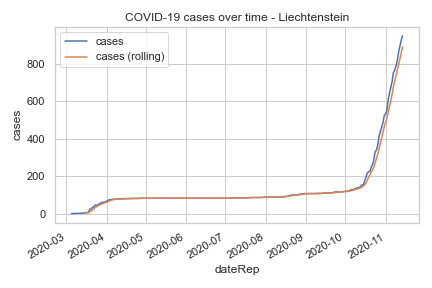 COVID-19 cases over time - Liechtenstein
cases
cases (rolling)
cases
800
600
400
200
0
2020-03
2020-04
2020-05
2020-06
2020-07
2020-08
2020-09
2020-10
2020-11
dateRep